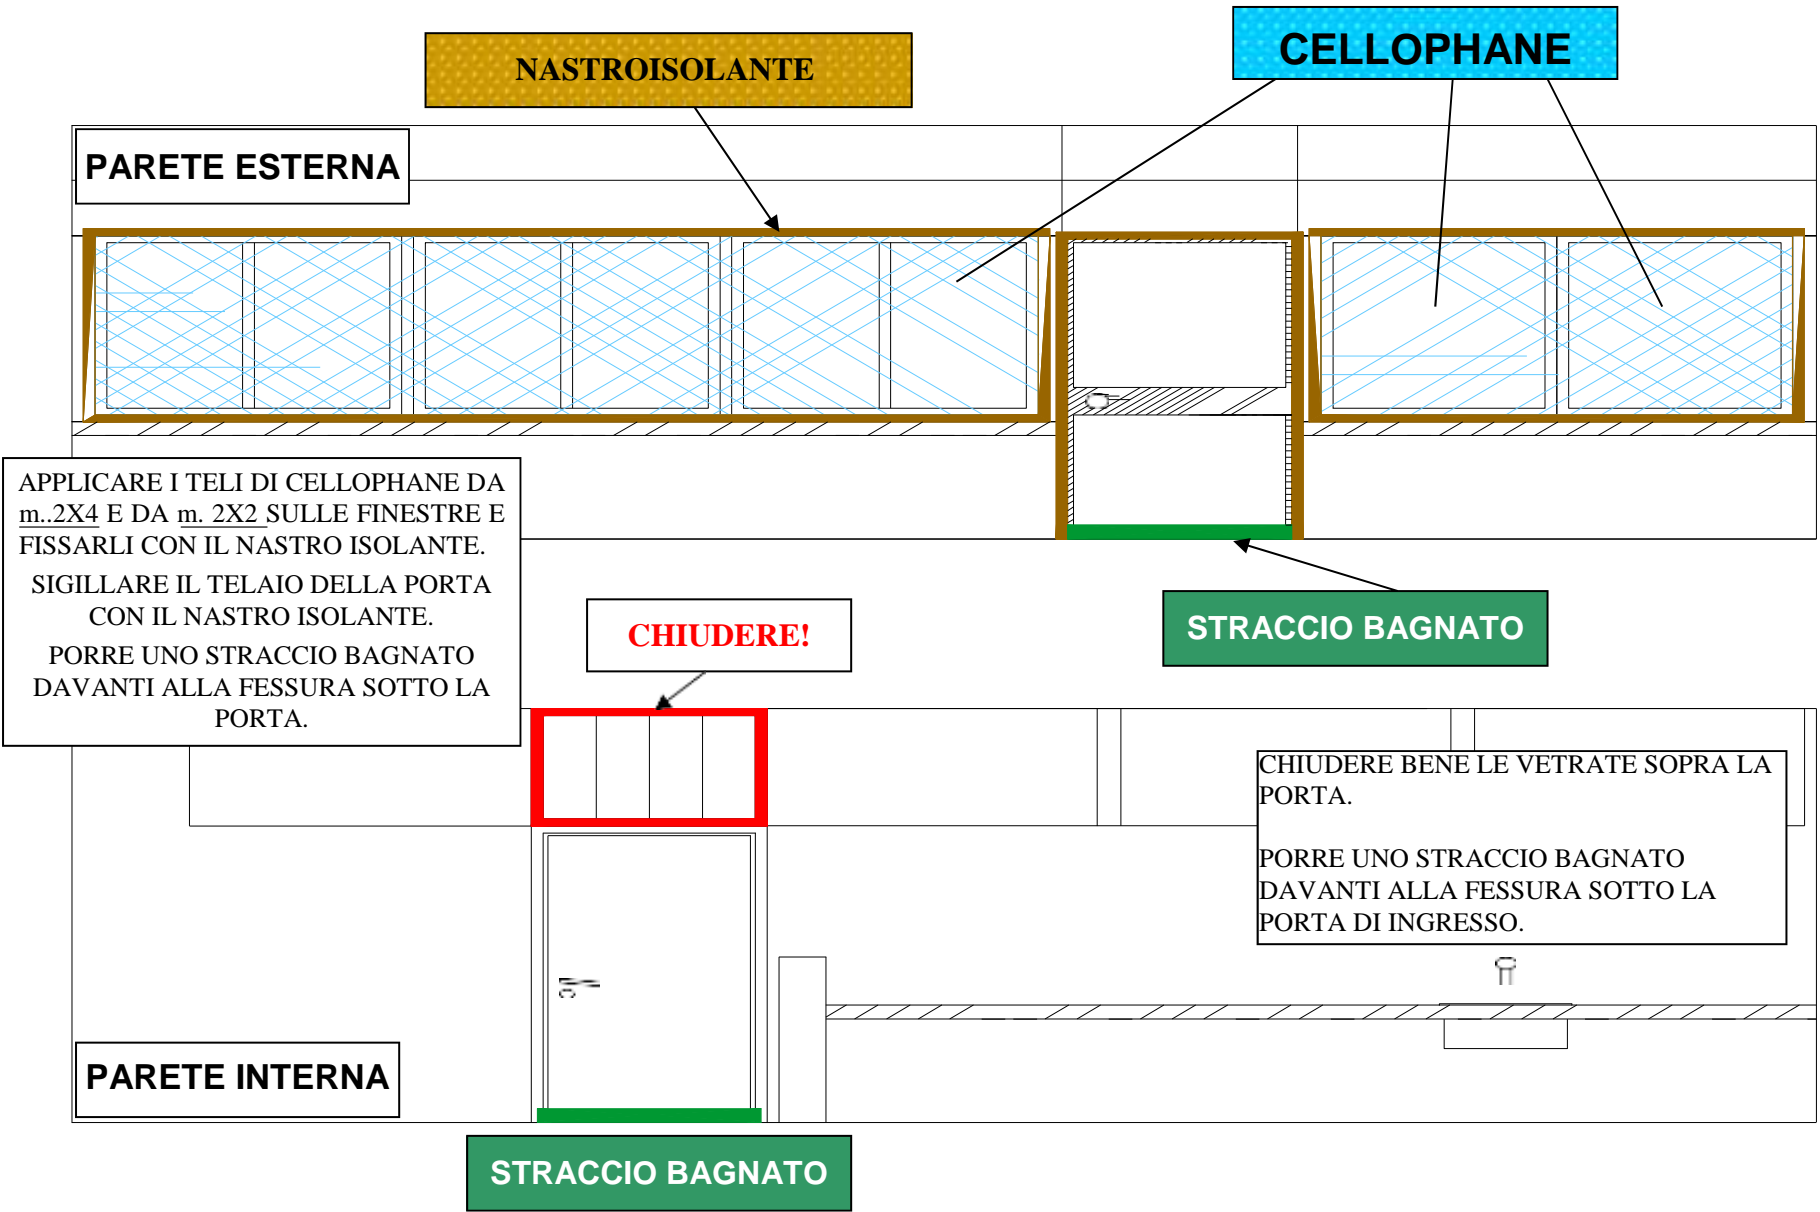 NASTROISOLANTE
CELLOPHANE
PARETE ESTERNA
APPLICARE I TELI DI CELLOPHANE DA
m..2X4 E DA m. 2X2 SULLE FINESTRE E
FISSARLI CON IL NASTRO ISOLANTE.
SIGILLARE IL TELAIO DELLA PORTA
CON IL NASTRO ISOLANTE.
PORRE UNO STRACCIO BAGNATO
DAVANTI ALLA FESSURA SOTTO LA
PORTA.
CHIUDERE!
STRACCIO BAGNATO
CHIUDERE BENE LE VETRATE SOPRA LA
PORTA.
PORRE UNO STRACCIO BAGNATO
DAVANTI ALLA FESSURA SOTTO LA
PORTA DI INGRESSO.
PARETE INTERNA
STRACCIO BAGNATO